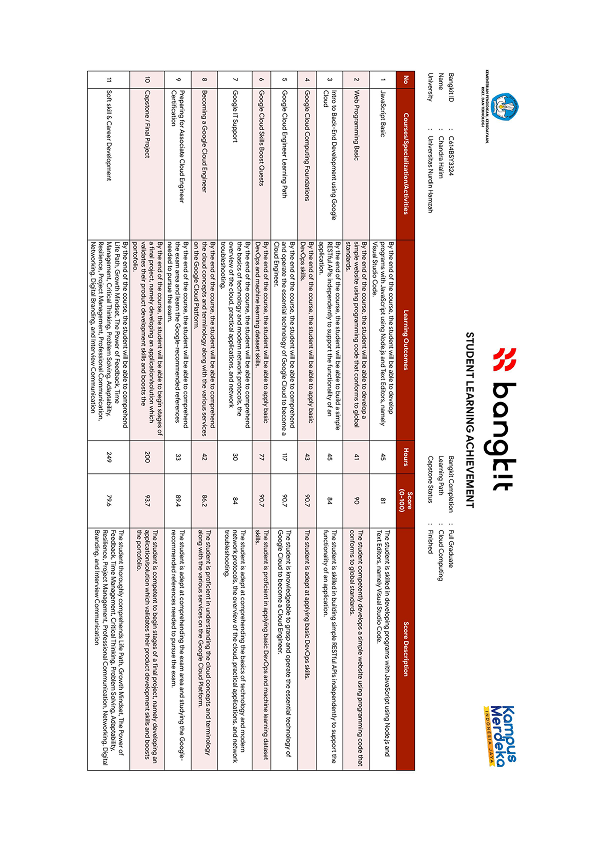 KEMENTERIAN PENDIDIKAN, KEBUDAYAAN,
RISET, DAN TEKNOLOGI
bangk!t
Kampus
Merdeka
INDONESIA JAYA
STUDENT LEARNING ACHIEVEMENT
Bangkit ID : C614BSY3524
Name : Chandra Halim
University : Universitas Nurdin Hamzah
Bangkit Completion : Full Graduate
Learning Path : Cloud Computing
Capstone Status : Finished
No Courses/Specialization/Activities Learning Outcomes Hours Score (0-100) Score Description
1 JavaScript Basic
By the end of the course, the student will be able to develop
programs with JavaScript using Node.js and Text Editors, namely
Visual Studio Code.
45 81
The student is skilled in developing programs with JavaScript using Node.js and
Text Editors, namely Visual Studio Code.
2 Web Programming Basic
By the end of the course, the student will be able to develop a
simple website using programming code that conforms to global
standards.
41 90
The student competently develop a simple website using programming code that
conforms to global standards.
3 Intro to Back-End Development using Google
Cloud
By the end of the course, the student will be able to build a simple
RESTful APIs independently to support the functionality of an
application.
45 84
The student is skilled in building simple RESTful APIs independently to support the
functionality of an application.
4 Google Cloud Computing Foundations
By the end of the course, the student will be able to apply basic
DevOps skills.
43 90.7
The student is adept at applying basic DevOps skills.
5 Google Cloud Engineer Learning Path
By the end of the course, the student will be able to comprehend
and operate the essential technology of Google Cloud to become a
Cloud Engineer.
117 90.7
The student is knowledgeable to grasp and operate the essential technology of
Google Cloud to become a Cloud Engineer.
6 Google Cloud Skills Boost Quests
By the end of the course, the student will be able to apply basic
DevOps and machine learning dataset skills.
77 90.7
The student is proficient in applying basic DevOps and machine learning dataset
skills.
7 Google IT Support
By the end of the course, the student will be able to comprehend
the basics of technology and modern network protocols, the
overview of the cloud, practical applications, and network
troubleshooting.
30 84
The student is adept at comprehending the basics of technology and modern
network protocols, the overview of the cloud, practical applications, and network
troubleshooting.
8 Becoming a Google Cloud Engineer
By the end of the course, the student will be able to comprehend
the cloud concepts and terminology along with the various services
on the Google Cloud Platform.
42 86.2
The student is proficient in understanding the cloud concepts and terminology
along with the various services on the Google Cloud Platform.
9 Preparing for Associate Cloud Engineer
Certification
By the end of the course, the student will be able to comprehend
the exam area and learn the Google-recommended references
needed to pursue the exam.
33 89.4
The student is adept at comprehending the exam area and studying the Google-
recommended references needed to pursue the exam.
10 Capstone / Final Project
By the end of the course, the student will be able to begin stages of
a final project, namely developing an application/solution which
validates their product development skills and boosts the
portofolio.
200 93.7
The student is competent to begin stages of a final project, namely developing an
application/solution which validates their product development skills and boosts
the portofolio.
11 Soft skill & Career Development
By the end of the course, the student will be able to comprehend
Life Path, Growth Mindset, The Power of Feedback, Time
Management, Critical Thinking, Problem Solving, Adaptability,
Resilience, Project Management, Professional Communication,
Networking, Digital Branding, and Interview Communication
249 79.6
The student thoroughly comprehends Life Path, Growth Mindset, The Power of
Feedback, Time Management, Critical Thinking, Problem Solving, Adaptability,
Resilience, Project Management, Professional Communication, Networking, Digital
Branding, and Interview Communication